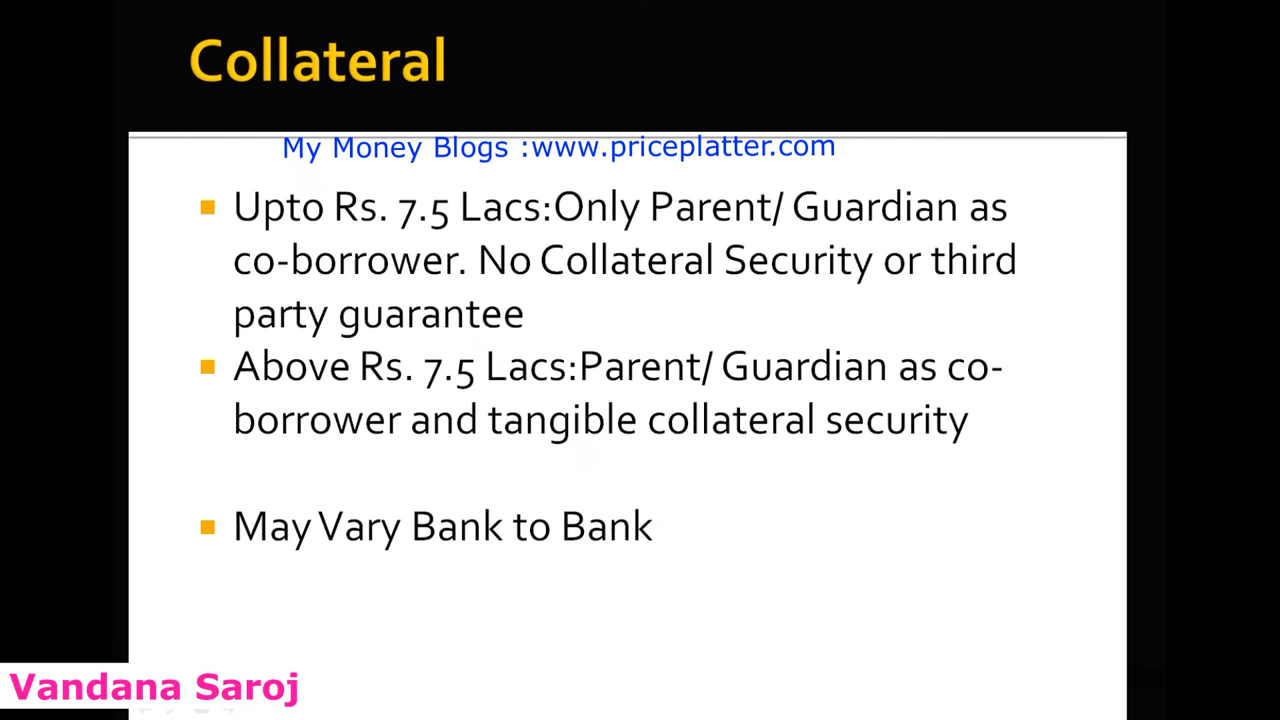 Collateral
My Money Blogs :www.priceplatter.com
Upto Rs. 7.5 Lacs:Only Parent/ Guardian as
co-borrower. No Collateral Security or third
party guarantee
Above Rs. 7.5 Lacs:Parent/ Guardian as co-
borrower and tangible collateral security
May Vary Bank to Bank
Vandana Saroj